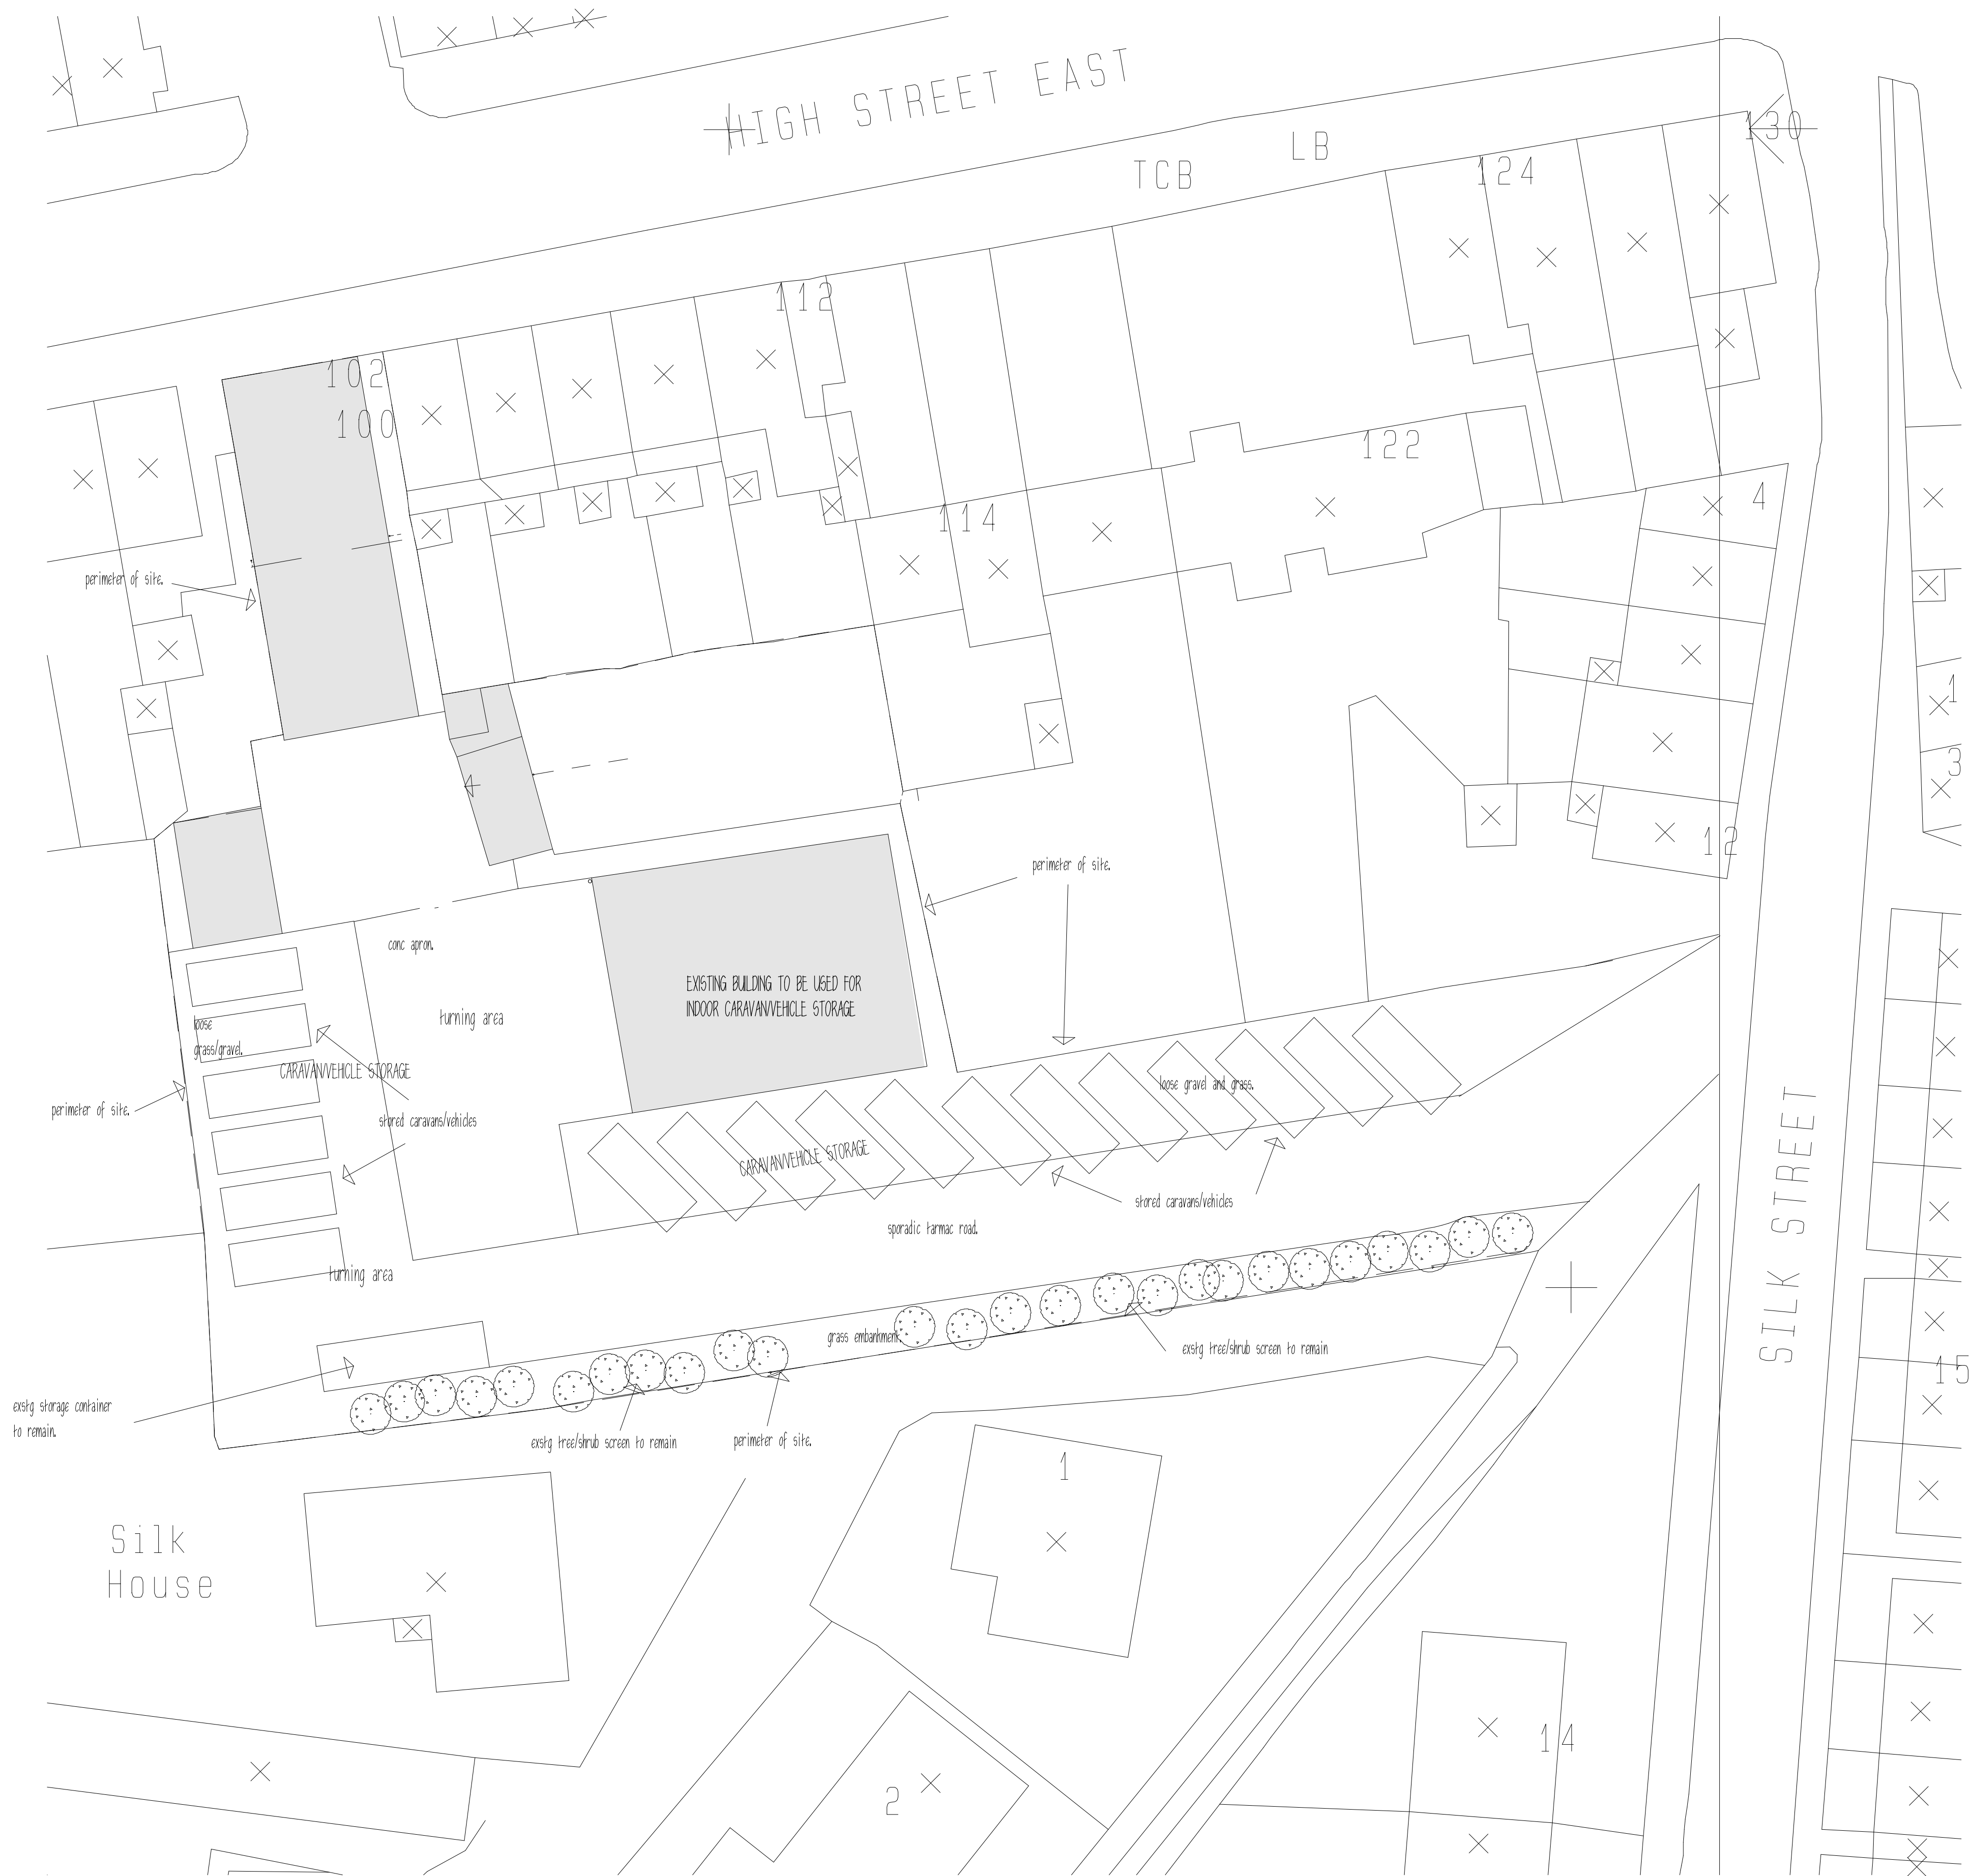 HIGH STREET EAST
130
LB
TCB
124
112
102
100
122
4
114
perimeter of site.
1
3
12
perimeter of site.
conc apron.
EXISTING BUILDING TO BE USED FOR
INDOOR CARAVAN/VEHICLE STORAGE
turning area
loose
grass/gravel.
CARAVAN/VEHICLE STORAGE
loose gravel and grass.
perimeter of site.
stored caravans/vehicles
CARAVAN/VEHICLE STORAGE
stored caravans/vehicles
SILK STREET
sporadic tarmac road.
turning area
grass embankment.
exstg tree/shrub screen to remain
15
exstg storage container
to remain.
exstg tree/shrub screen to remain
perimeter of site.
1
Silk
House
14
2